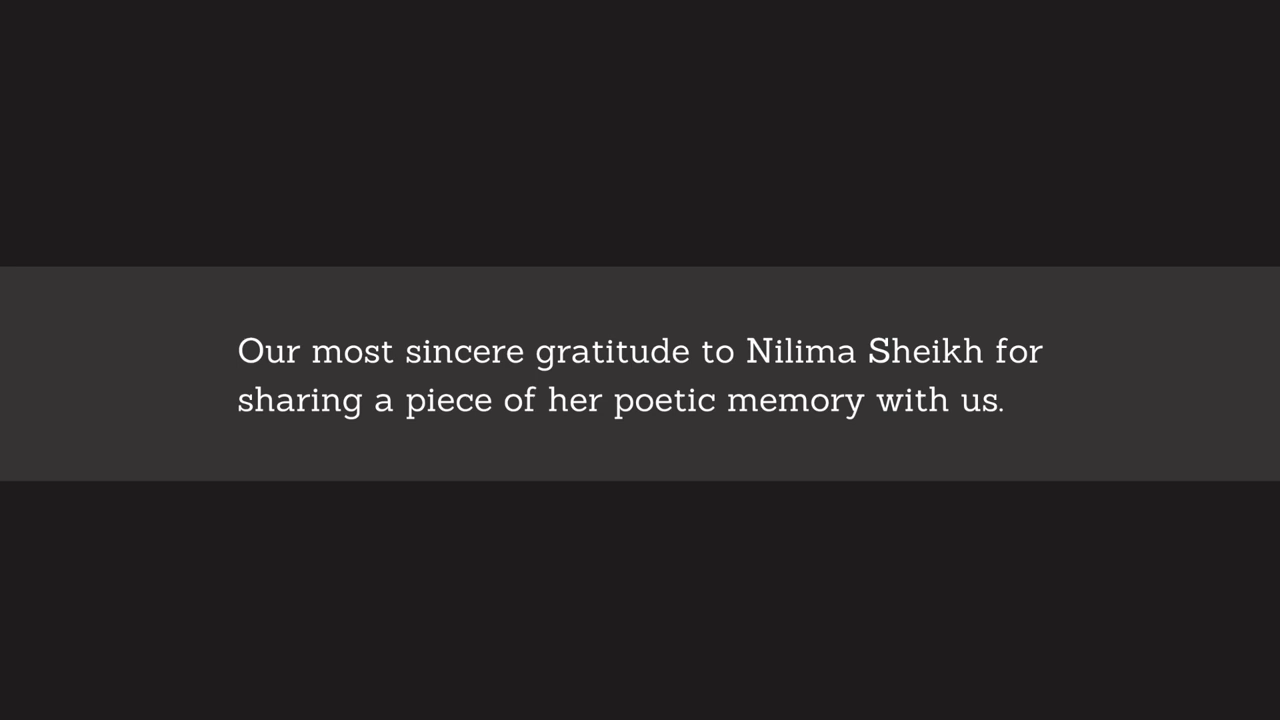 Our most sincere gratitude to Nilima Sheikh for
sharing a piece of her poetic memory with us.